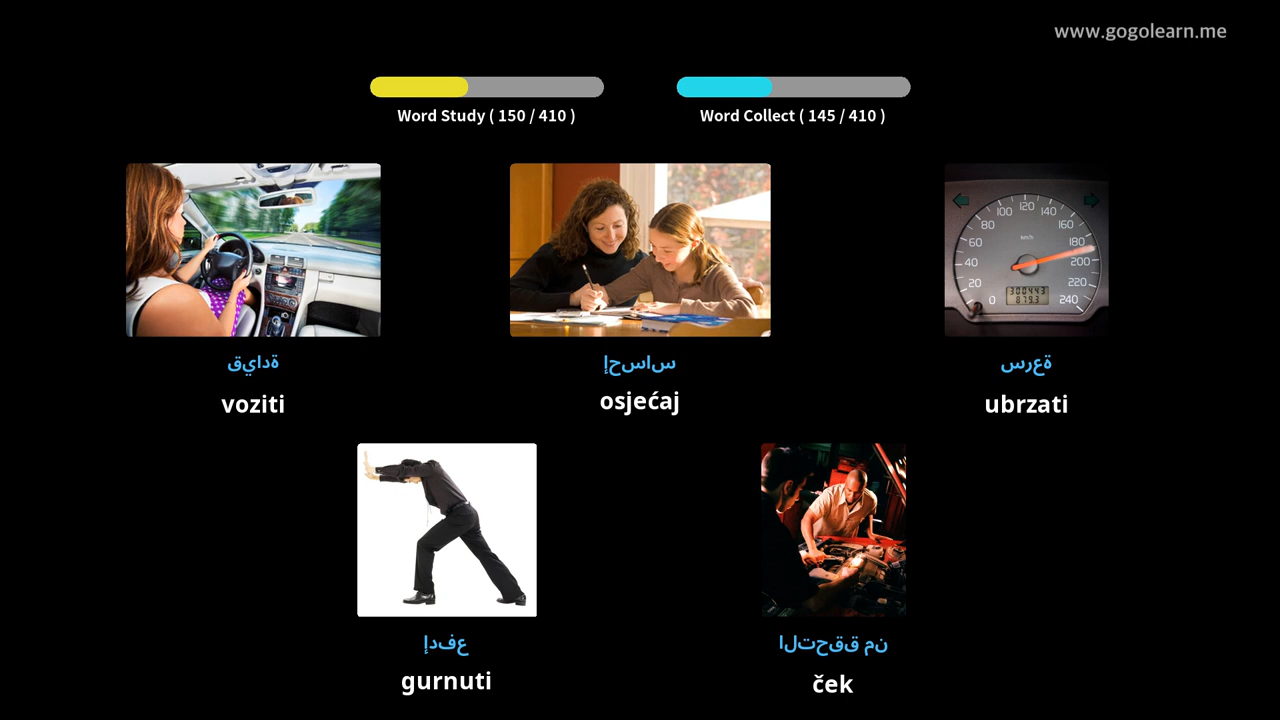 www.gogolearn.me
Word Study ( 150 / 410 )
Word Collect ( 145 / 410 )
قيادة
voziti
إحساس
osjećaj
سرعة
ubrzati
إدفع
gurnuti
التحقق من
ček